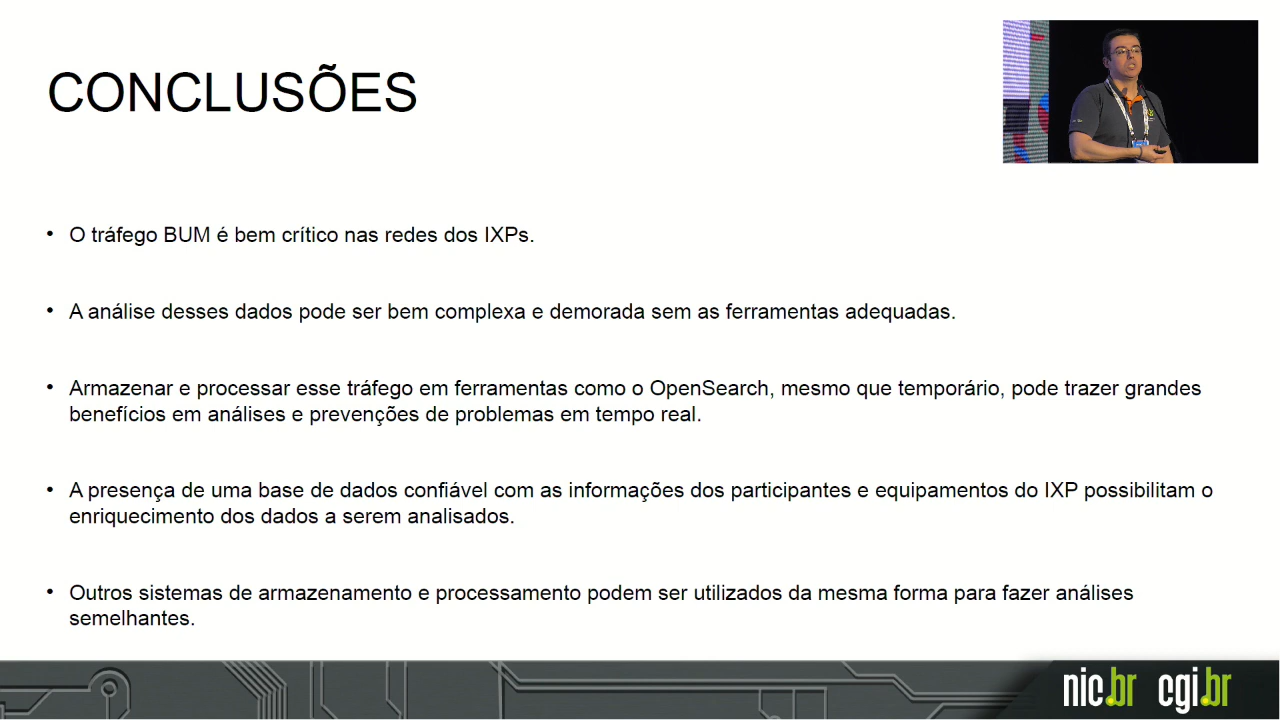 CONCLUSÕES
• O tráfego BUM é bem crítico nas redes dos IXPs.
• A análise desses dados pode ser bem complexa e demorada sem as ferramentas adequadas.
• Armazenar e processar esse tráfego em ferramentas como o OpenSearch, mesmo que temporário, pode trazer grandes
benefícios em análises e prevenções de problemas em tempo real.
• A presença de uma base de dados confiável com as informações dos participantes e equipamentos do IXP possibilitam o
enriquecimento dos dados a serem analisados.
• Outros sistemas de armazenamento e processamento podem ser utilizados da mesma forma para fazer análises
semelhantes.
nic.br cgi.br